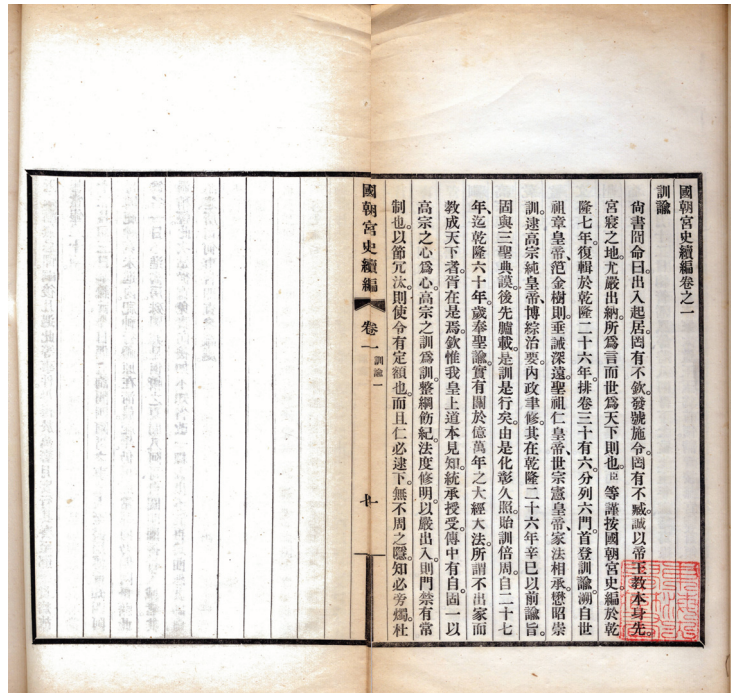 國朝宮史續編卷之一
訓諭
尚書冏命曰出入起居罔有不欽。發號施令罔有不臧。誠以帝王教本身先。
宮寢之地。尤嚴出納。所爲言而世爲天下則也。臣等謹按國朝宮史編於乾
隆七年。復輯於乾隆二十六年。排卷三十有六。分列六門。首登訓諭。溯自世
祖章皇帝、范金樹則。垂誡深遠。聖祖仁皇帝、世宗憲皇帝、家法相承。懋昭崇
訓。逮高宗純皇帝、博綜治要。內政聿修。其在乾隆二十六年辛巳以前諭旨。
固與三聖典謨。後先臚載。是訓是行矣。由是化彰久照。貽訓倍周。自二十七
年、迄乾隆六十年。歲奉聖諭。實有關於億萬年之大經大法。所謂不出家而
教成天下者。胥在是焉。欽惟我皇上道本見知。統承授受。傳中有自。固一以
高宗之心爲心。高宗之訓爲訓。整綱飭紀。法度修明。以嚴出入。則門禁有常
制也。以節冗汰。則使令有定額也。而且仁必逮下。無不周之隱。知必旁燭。杜
國朝宮史續編
卷一
訓諭一